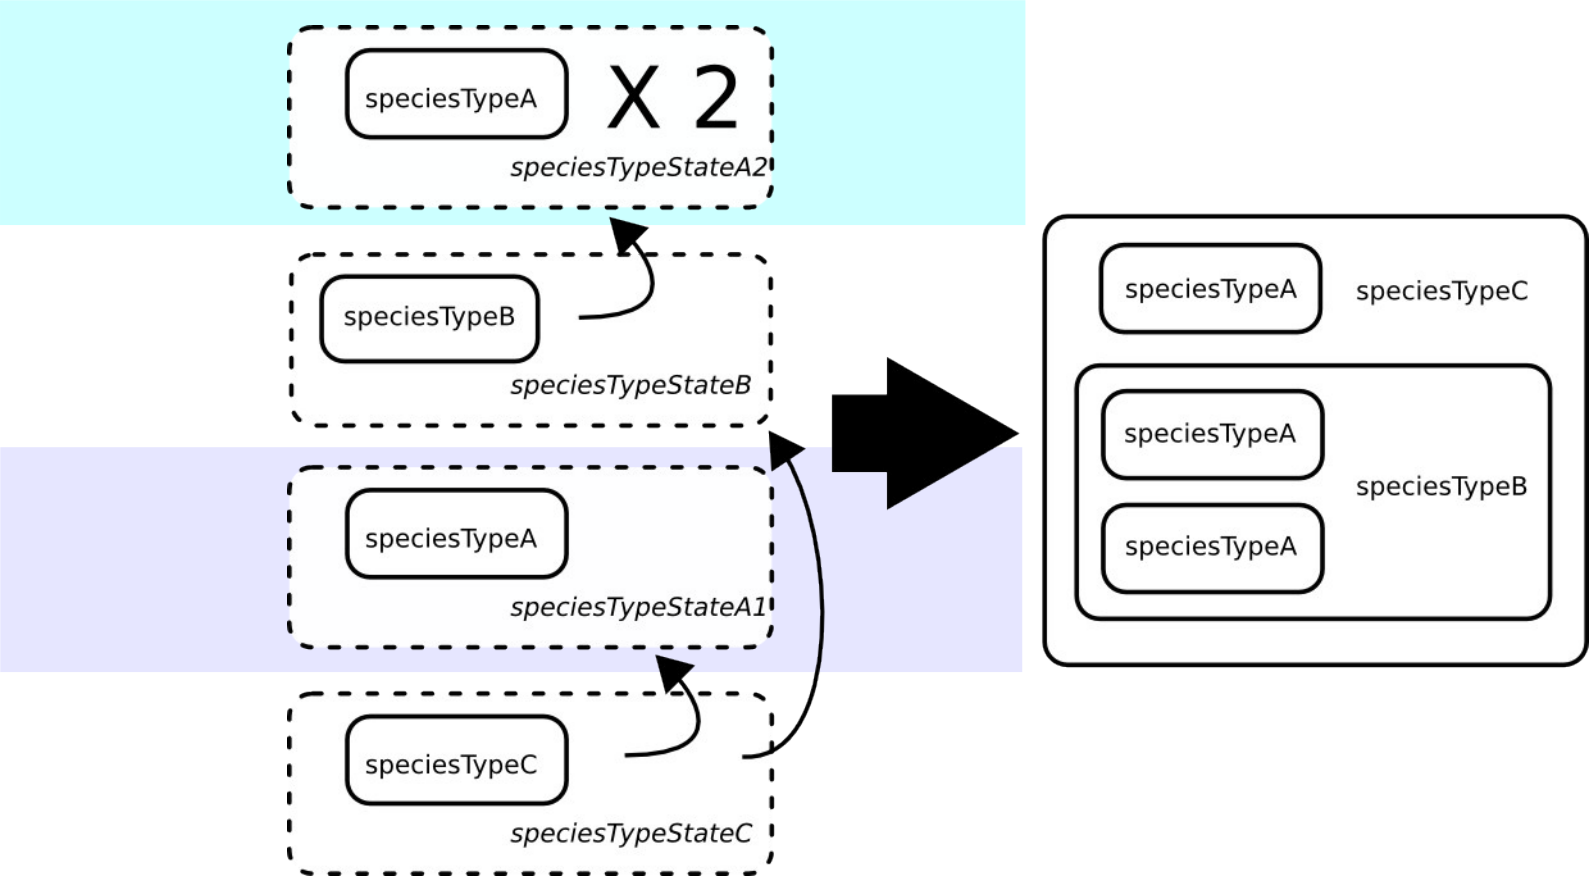 speciesTypeA
X 2
speciesTypeStateA2
speciesTypeB
speciesTypeStateB
speciesTypeA
speciesTypeStateA1
speciesTypeC
speciesTypeStateC
speciesTypeA
speciesTypeC
speciesTypeA
speciesTypeB
speciesTypeA